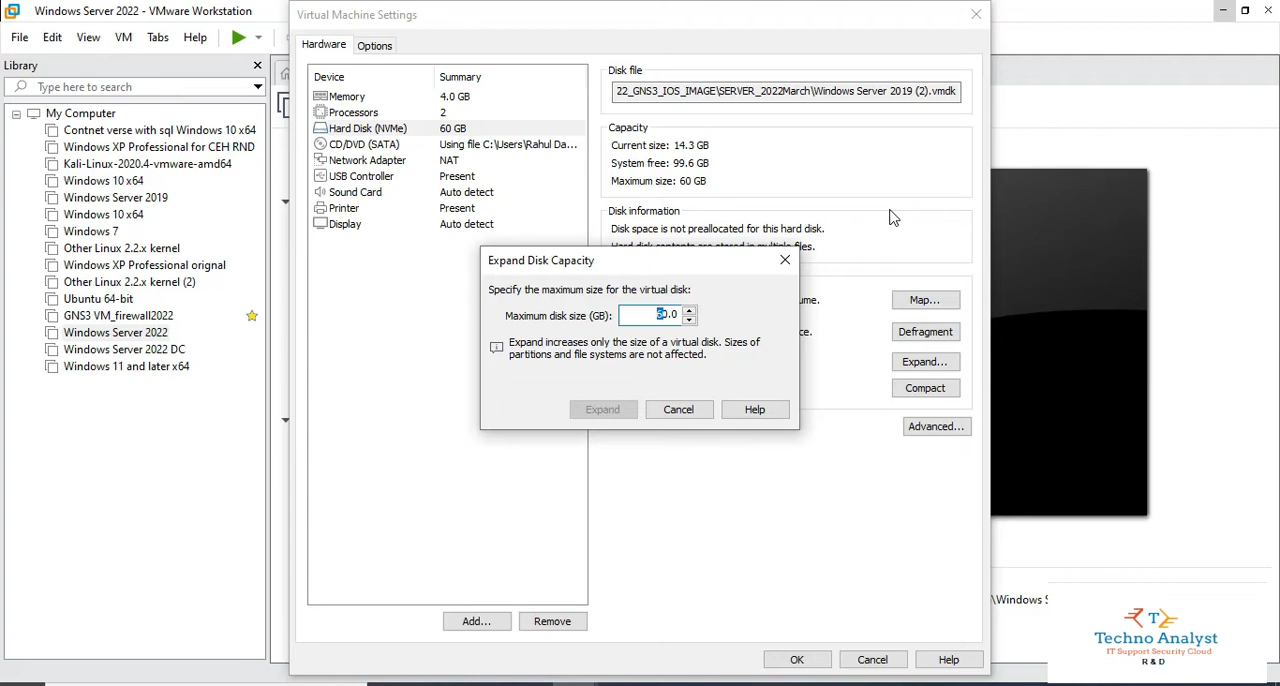 Windows Server 2022 - VMware Workstation
File Edit View VM Tabs Help
Library
Type here to search
My Computer
Contnet verse with sql Windows 10 x64
Windows XP Professional for CEH RND
Kali-Linux-2020.4-vmware-amd64
Windows 10 x64
Windows Server 2019
Windows 10 x64
Windows 7
Other Linux 2.2.x kernel
Windows XP Professional orignal
Other Linux 2.2.x kernel (2)
Ubuntu 64-bit
GNS3 VM_firewall2022
Windows Server 2022
Windows Server 2022 DC
Windows 11 and later x64
Virtual Machine Settings
Hardware Options
Device Summary
Memory 4.0 GB
Processors 2
Hard Disk (NVMe) 60 GB
CD/DVD (SATA) Using file C:\Users\Rahul Da...
Network Adapter NAT
USB Controller Present
Sound Card Auto detect
Printer Present
Display Auto detect
Add... Remove
Disk file
22_GNS3_IOS_IMAGE\SERVER_2022March\Windows Server 2019 (2).vmdk
Capacity
Current size: 14.3 GB
System free: 99.6 GB
Maximum size: 60 GB
Disk information
Disk space is not preallocated for this hard disk.
Hard disk contents are stored in multiple files.
ume. Map...
ce. Defragment
Expand...
Compact
Advanced...
Expand Disk Capacity
Specify the maximum size for the virtual disk:
Maximum disk size (GB): 60.0
Expand increases only the size of a virtual disk. Sizes of
partitions and file systems are not affected.
Expand Cancel Help
OK Cancel Help
\Windows S
Techno Analyst
IT Support Security Cloud
R & D